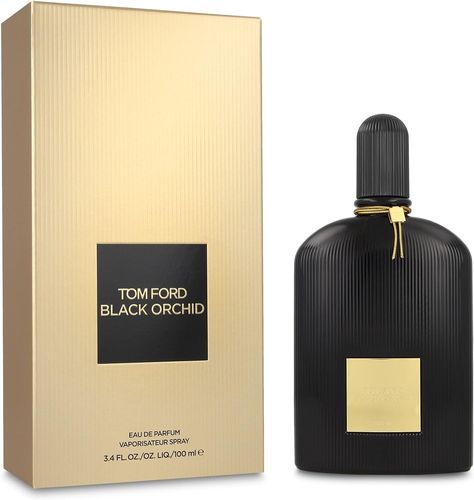 TOM FORD
BLACK ORCHID
EAU DE PARFUM
VAPORISATEUR SPRAY
3.4 FL.OZ./OZ. LIQ./100 ml ℮